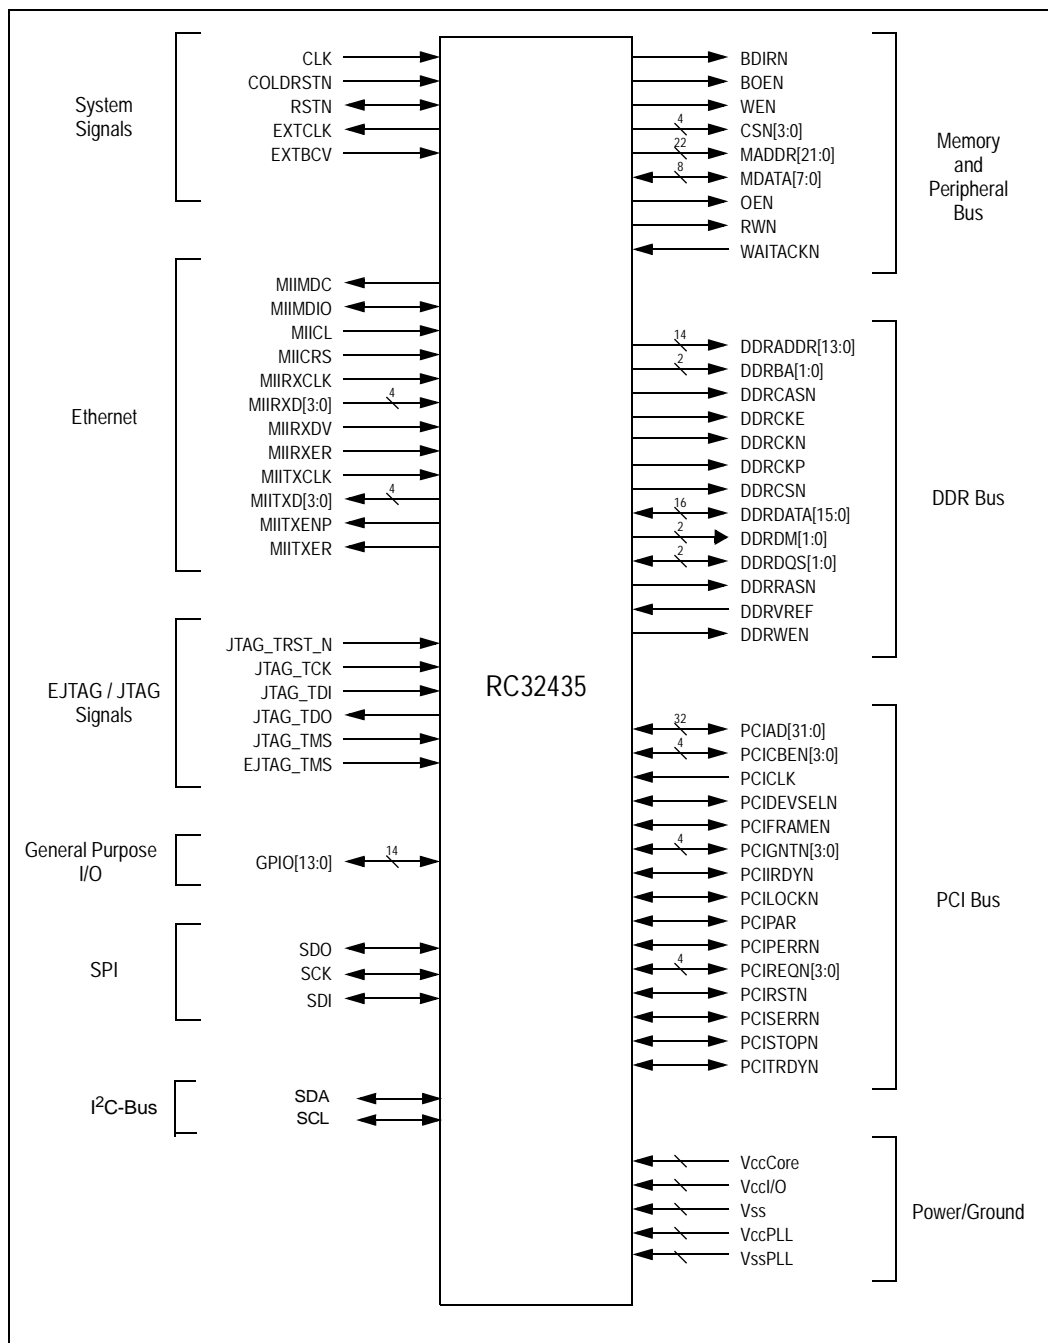 System
Signals
CLK
COLDRSTN
RSTN
EXTCLK
EXTBCV
Ethernet
MIIMDC
MIIMDIO
MIICL
MIICRS
MIIRXCLK
MIIRXD[3:0] 4
MIIRXDV
MIIRXER
MIITXCLK
MIITXD[3:0] 4
MIITXENP
MIITXER
EJTAG / JTAG
Signals
JTAG_TRST_N
JTAG_TCK
JTAG_TDI
JTAG_TDO
JTAG_TMS
EJTAG_TMS
General Purpose
I/O
GPIO[13:0] 14
SPI
SDO
SCK
SDI
I²C-Bus
SDA
SCL
RC32435
BDIRN
BOEN
WEN
4 CSN[3:0]
22 MADDR[21:0]
8 MDATA[7:0]
OEN
RWN
WAITACKN
Memory
and
Peripheral
Bus
14 DDRADDR[13:0]
2 DDRBA[1:0]
DDRCASN
DDRCKE
DDRCKN
DDRCKP
DDRCSN
16 DDRDATA[15:0]
2 DDRDM[1:0]
2 DDRDQS[1:0]
DDRRASN
DDRVREF
DDRWEN
DDR Bus
32 PCIAD[31:0]
4 PCICBEN[3:0]
PCICLK
PCIDEVSELN
PCIFRAMEN
4 PCIGNTN[3:0]
PCIIRDYN
PCILOCKN
PCIPAR
PCIPERRN
4 PCIREQN[3:0]
PCIRSTN
PCISERRN
PCISTOPN
PCITRDYN
PCI Bus
VccCore
VccI/O
Vss
VccPLL
VssPLL
Power/Ground